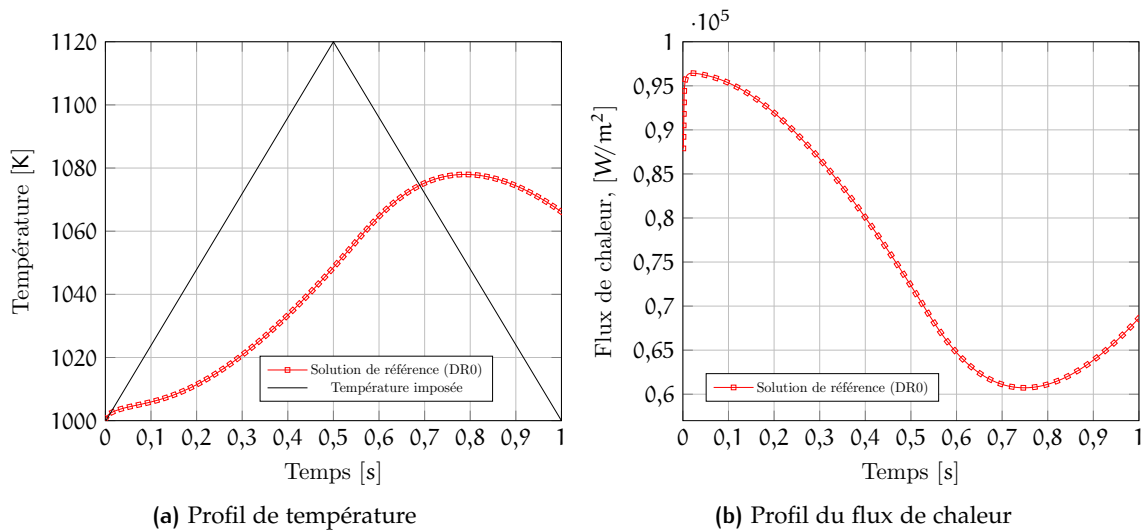 1120
1100
1080
1060
1040
1020
1000
Température [K]
0 0,1 0,2 0,3 0,4 0,5 0,6 0,7 0,8 0,9 1
Temps [s]
Solution de référence (DR0)
Température imposée
(a) Profil de température
·10⁵
1
0,95
0,9
0,85
0,8
0,75
0,7
0,65
0,6
Flux de chaleur, [W/m²]
0 0,1 0,2 0,3 0,4 0,5 0,6 0,7 0,8 0,9 1
Temps [s]
Solution de référence (DR0)
(b) Profil du flux de chaleur